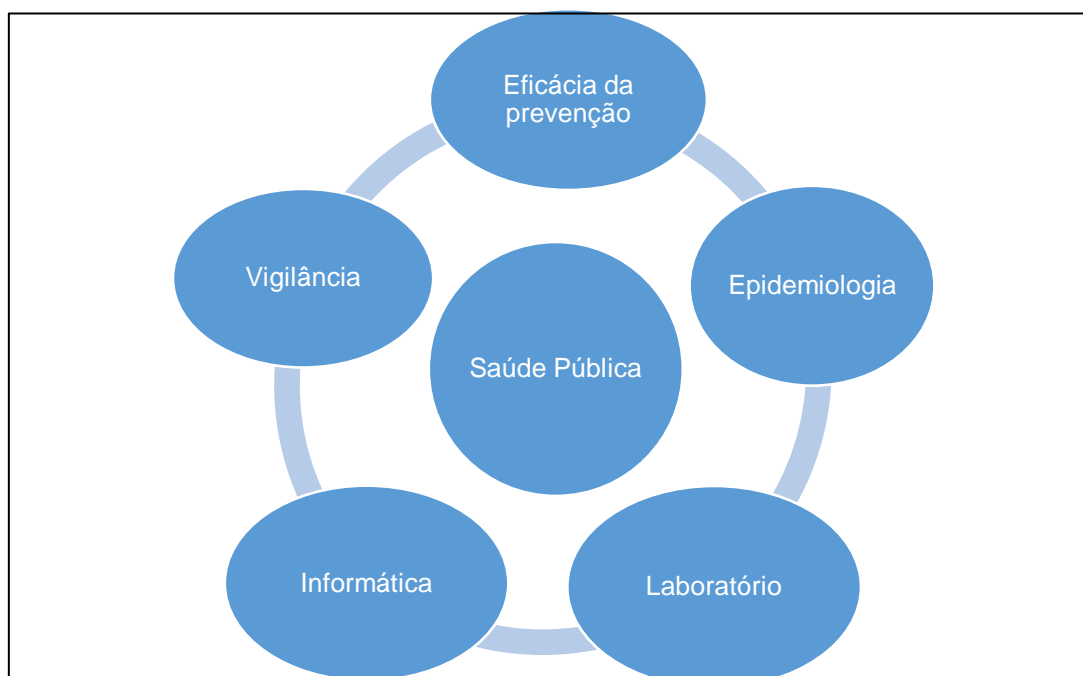 Eficácia da
prevenção
Vigilância
Epidemiologia
Saúde Pública
Informática
Laboratório